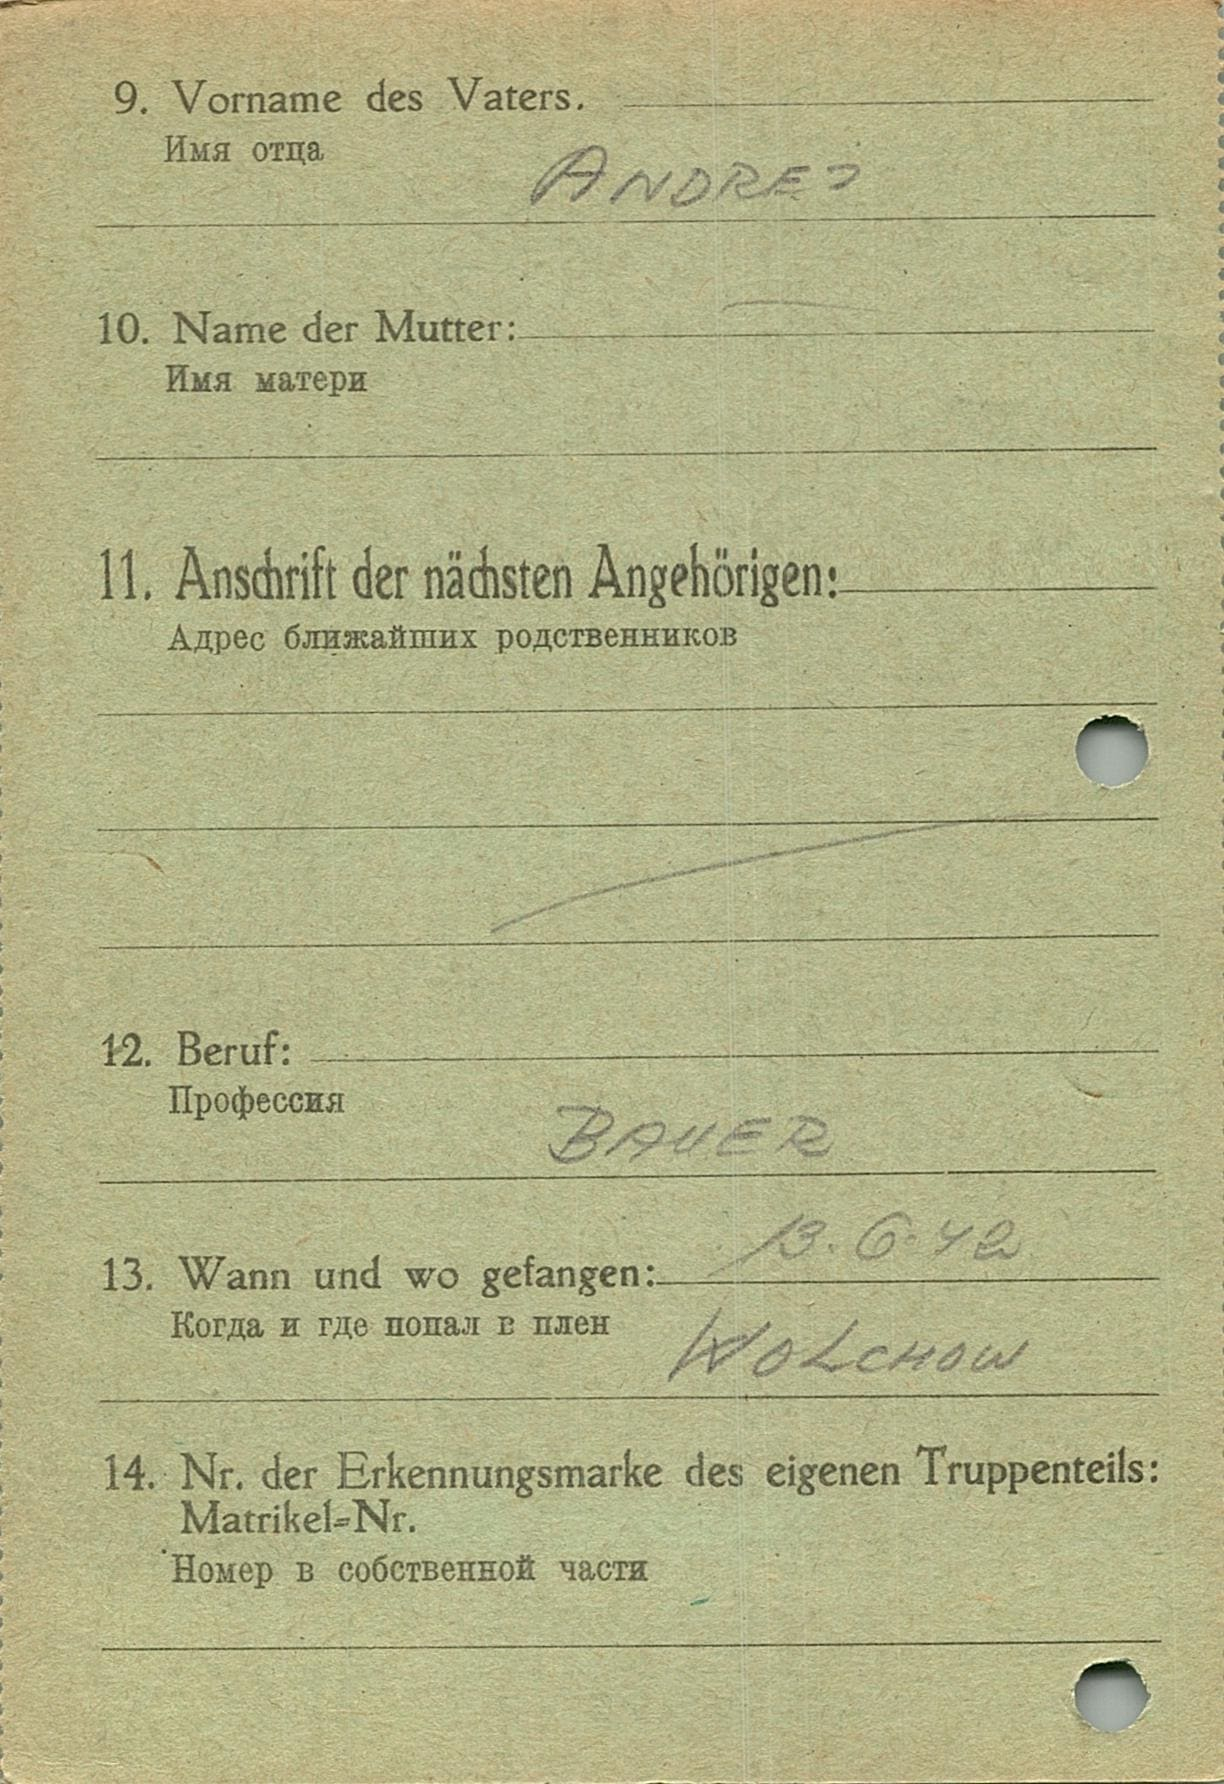 9. Vorname des Vaters.
Имя отца
ANDREJ
10. Name der Mutter:
Имя матери
11. Anschrift der nächsten Angehörigen:
Адрес ближайших родственников
12. Beruf:
Профессия
BAUER
13.6.42
13. Wann und wo gefangen:
Когда и где попал в плен
WOLCHOW
14. Nr. der Erkennungsmarke des eigenen Truppenteils:
Matrikel-Nr.
Номер в собственной части